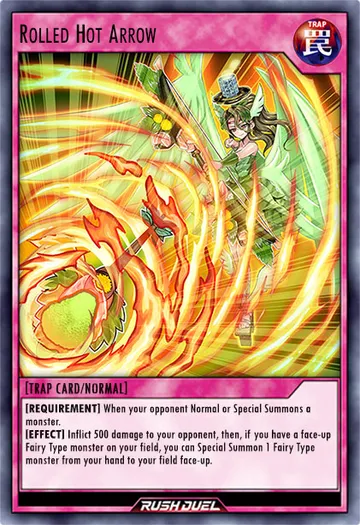 Rolled Hot Arrow
TRAP
罠
[TRAP CARD/NORMAL]
[REQUIREMENT] When your opponent Normal or Special Summons
a monster.
[EFFECT] Inflict 500 damage to your opponent, then, if you have a face-up
Fairy Type monster on your field, you can Special Summon 1 Fairy Type
monster from your hand to your field face-up.
RUSH DUEL